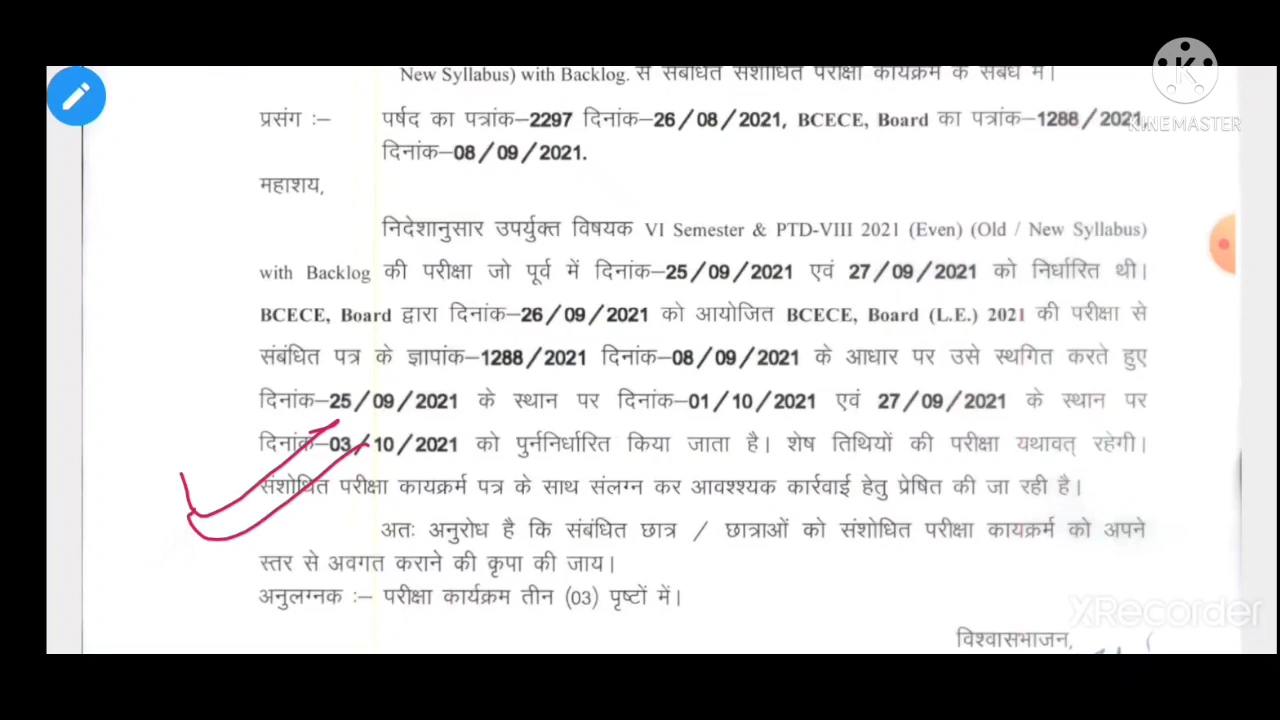 New Syllabus) with Backlog. से संबंधित संशोधित परीक्षा कार्यक्रम के संबंध में।
प्रसंग :– पर्षद का पत्रांक–2297 दिनांक–26/08/2021, BCECE, Board का पत्रांक–1288/2021,
KINEMASTER
दिनांक–08/09/2021.
महाशय,
निदेशानुसार उपर्युक्त विषयक VI Semester & PTD-VIII 2021 (Even) (Old / New Syllabus)
with Backlog की परीक्षा जो पूर्व में दिनांक–25/09/2021 एवं 27/09/2021 को निर्धारित थी।
BCECE, Board द्वारा दिनांक–26/09/2021 को आयोजित BCECE, Board (L.E.) 2021 की परीक्षा से
संबंधित पत्र के ज्ञापांक–1288/2021 दिनांक–08/09/2021 के आधार पर उसे स्थगित करते हुए
दिनांक–25/09/2021 के स्थान पर दिनांक–01/10/2021 एवं 27/09/2021 के स्थान पर
दिनांक–03/10/2021 को पुर्ननिर्धारित किया जाता है। शेष तिथियों की परीक्षा यथावत् रहेगी।
संशोधित परीक्षा कायक्रर्म पत्र के साथ संलग्न कर आवश्श्यक कार्रवाई हेतु प्रेषित की जा रही है।
अतः अनुरोध है कि संबंधित छात्र / छात्राओं को संशोधित परीक्षा कायक्रर्म को अपने
स्तर से अवगत कराने की कृपा की जाय।
अनुलग्नक :– परीक्षा कार्यक्रम तीन (03) पृष्टों में।
XRecorder
विश्वासभाजन,